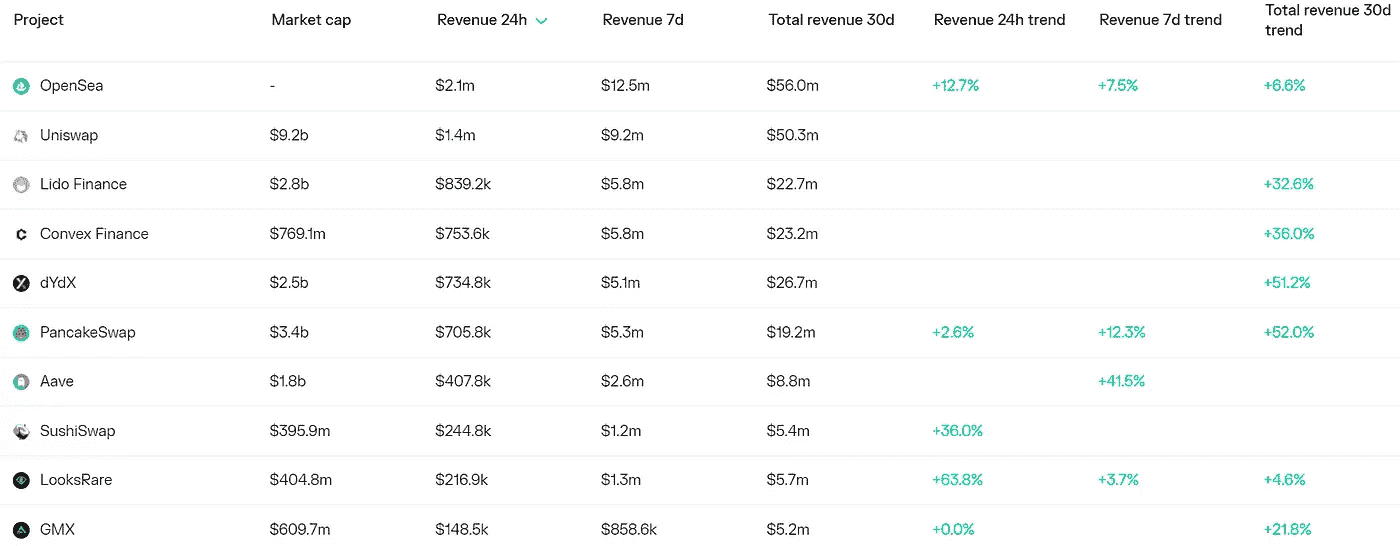 Project Market cap Revenue 24h Revenue 7d Total revenue 30d Revenue 24h trend Revenue 7d trend Total revenue 30d trend
OpenSea - $2.1m $12.5m $56.0m +12.7% +7.5% +6.6%
Uniswap $9.2b $1.4m $9.2m $50.3m
Lido Finance $2.8b $839.2k $5.8m $22.7m +32.6%
Convex Finance $769.1m $753.6k $5.8m $23.2m +36.0%
dYdX $2.5b $734.8k $5.1m $26.7m +51.2%
PancakeSwap $3.4b $705.8k $5.3m $19.2m +2.6% +12.3% +52.0%
Aave $1.8b $407.8k $2.6m $8.8m +41.5%
SushiSwap $395.9m $244.8k $1.2m $5.4m +36.0%
LooksRare $404.8m $216.9k $1.3m $5.7m +63.8% +3.7% +4.6%
GMX $609.7m $148.5k $858.6k $5.2m +0.0% +21.8%